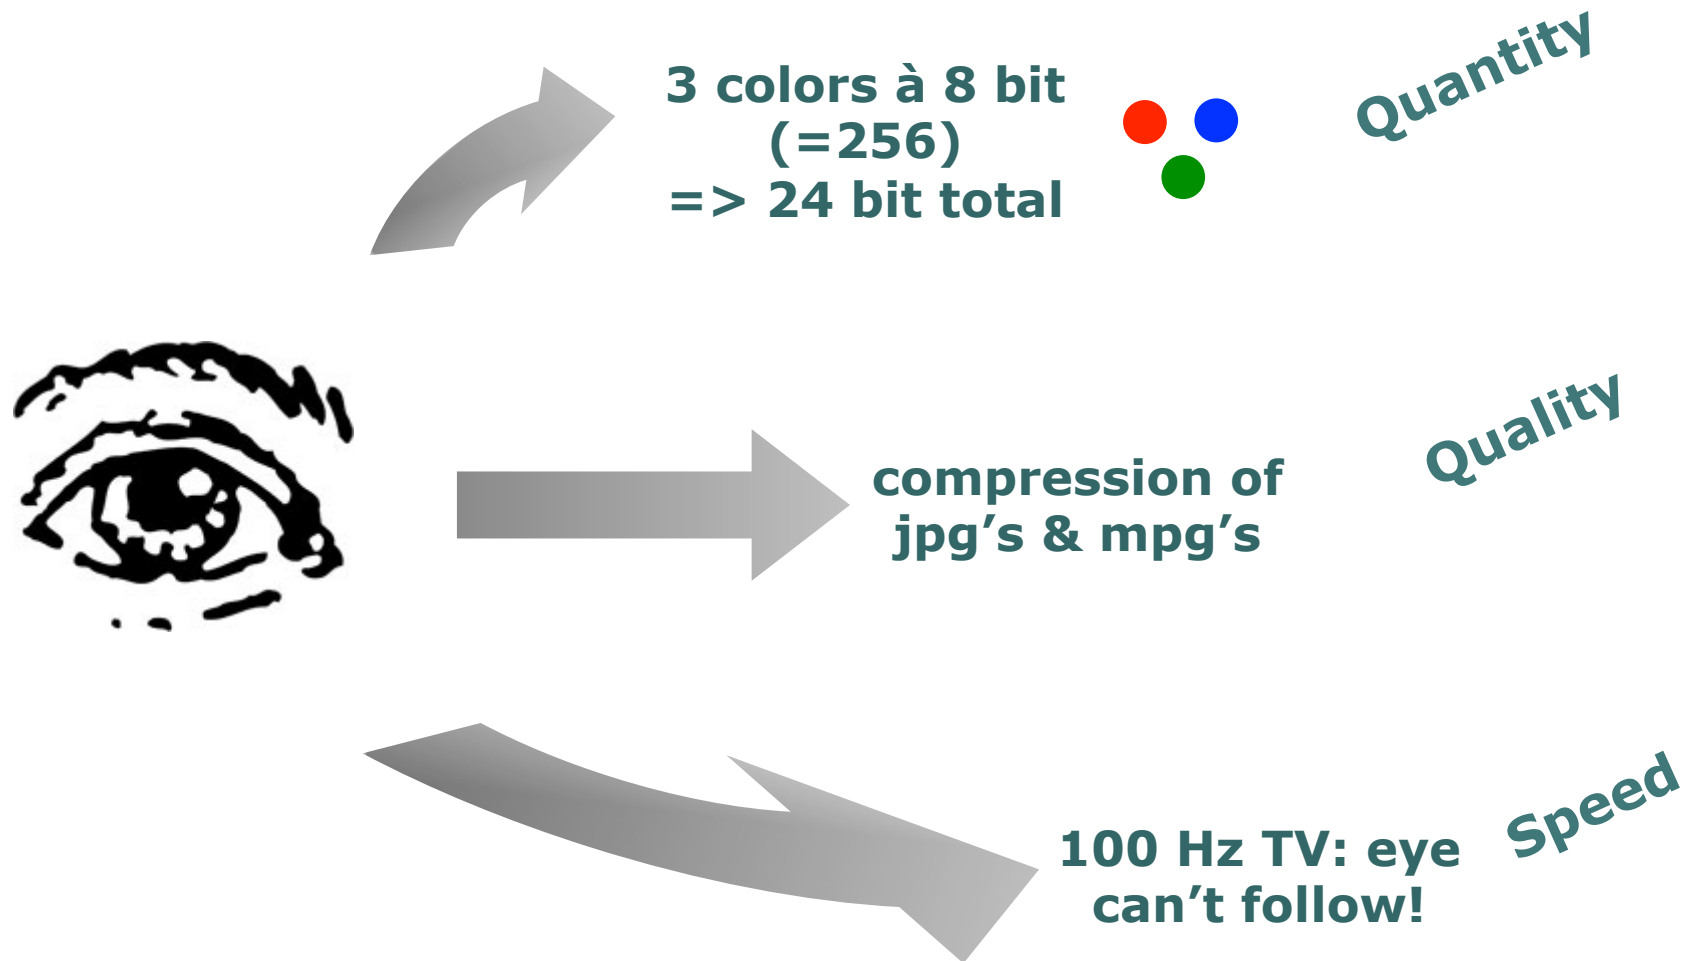 3 colors à 8 bit
(=256)
=> 24 bit total
Quantity
compression of
jpg’s & mpg’s
Quality
100 Hz TV: eye
can’t follow!
Speed